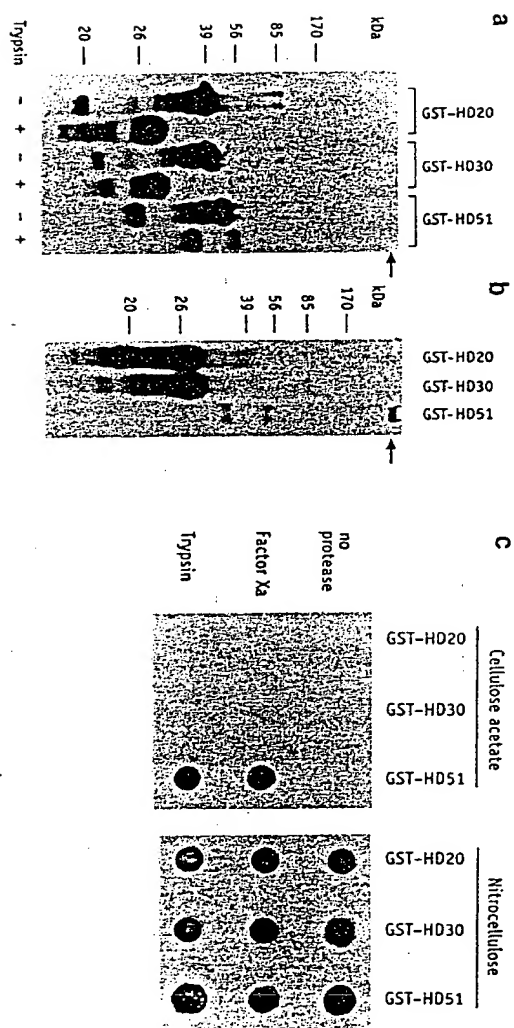 a
GST-HD20
GST-HD30
GST-HD51
kDa
170 —
85 —
56 —
39 —
26 —
20 —
Trypsin - + - + - +
b
GST-HD20
GST-HD30
GST-HD51
kDa
170 —
85 —
56 —
39 —
26 —
20 —
c
Cellulose acetate
Nitrocellulose
GST-HD20
GST-HD30
GST-HD51
GST-HD20
GST-HD30
GST-HD51
no
protease
Factor Xa
Trypsin